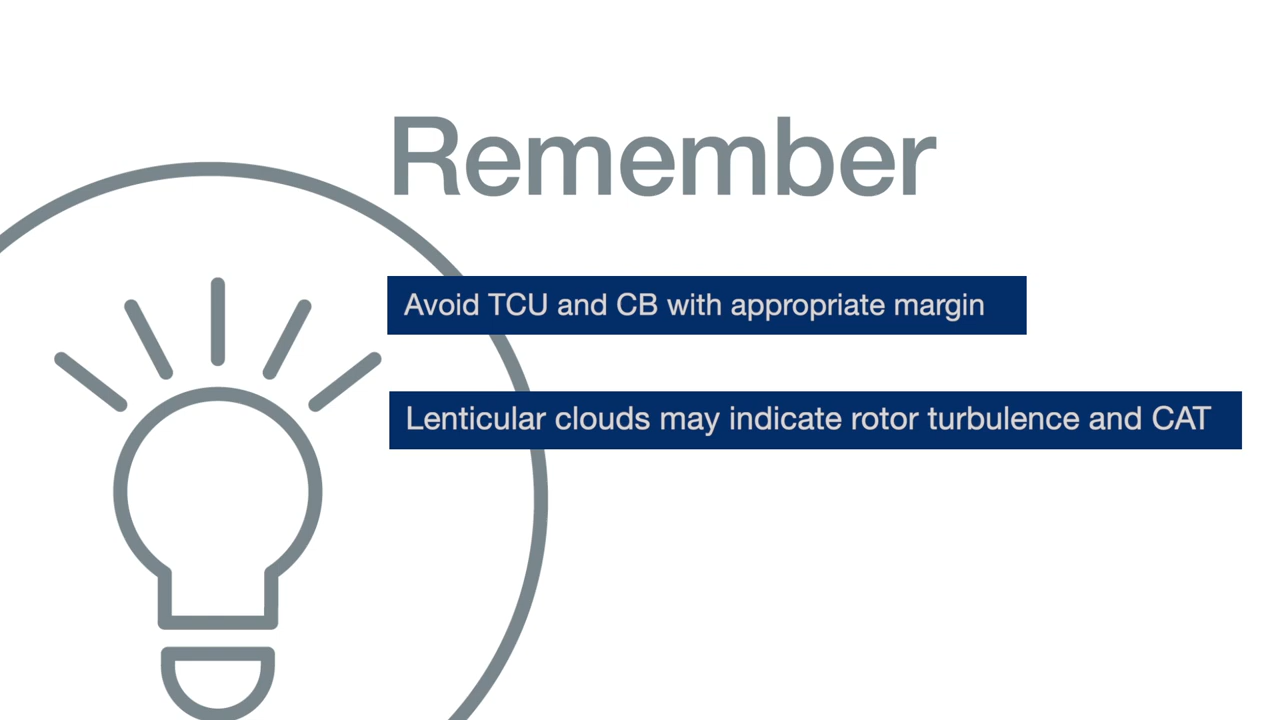 Remember
Avoid TCU and CB with appropriate margin
Lenticular clouds may indicate rotor turbulence and CAT